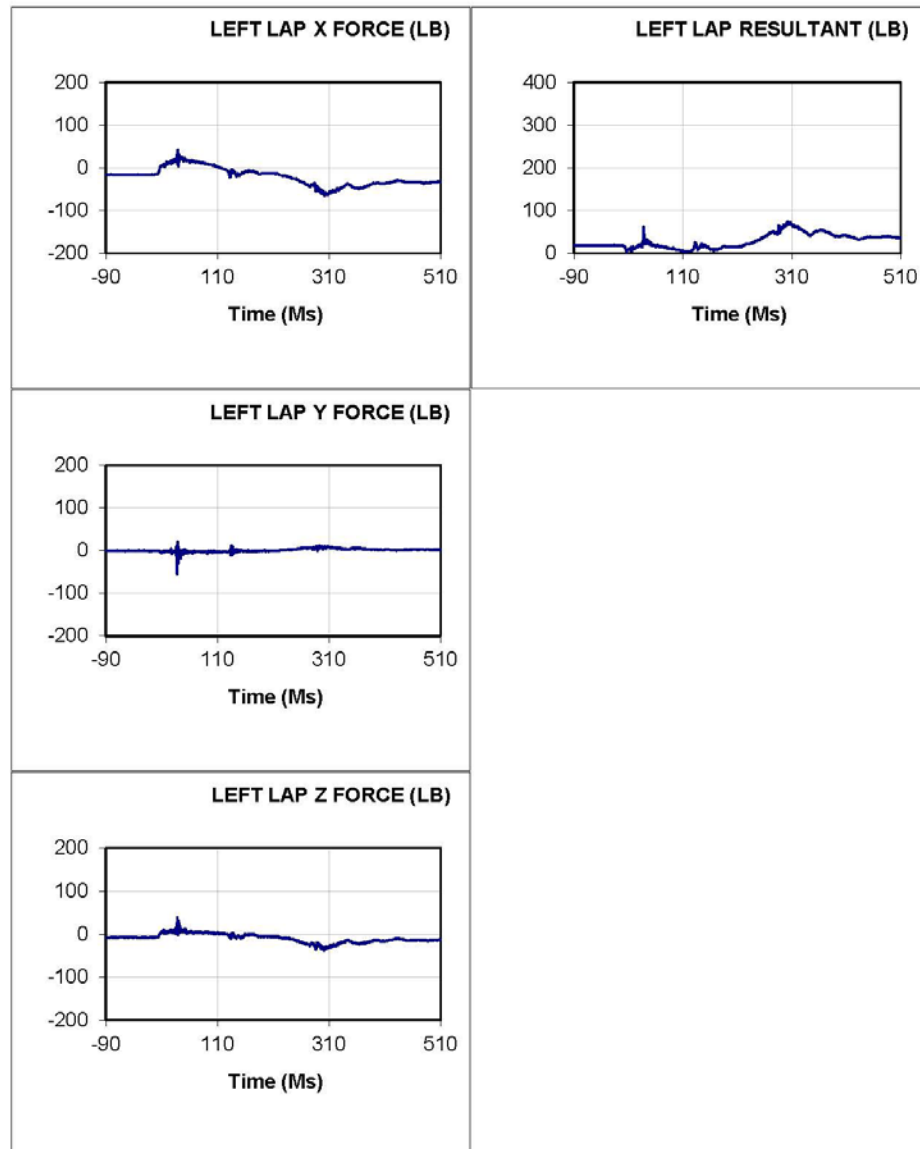 LEFT LAP X FORCE (LB)
200
100
0
-100
-200
-90 110 310 510
Time (Ms)
LEFT LAP RESULTANT (LB)
400
300
200
100
0
-90 110 310 510
Time (Ms)
LEFT LAP Y FORCE (LB)
200
100
0
-100
-200
-90 110 310 510
Time (Ms)
LEFT LAP Z FORCE (LB)
200
100
0
-100
-200
-90 110 310 510
Time (Ms)